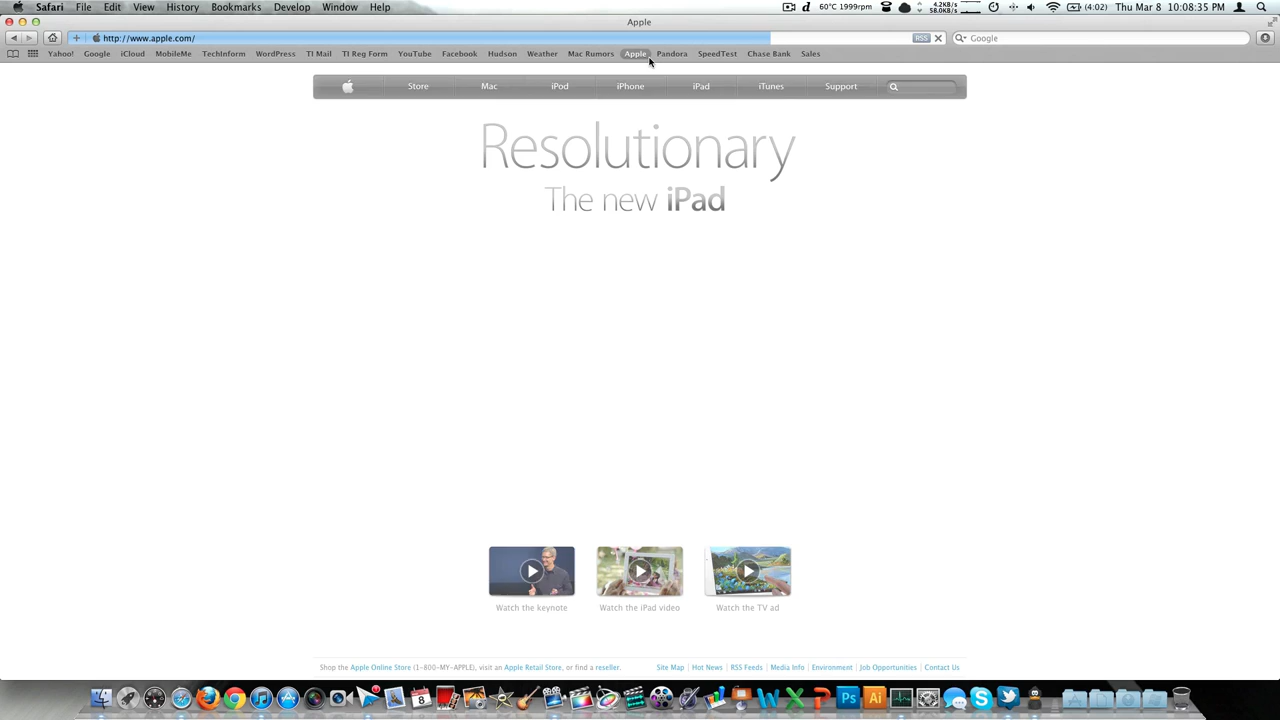 Safari File Edit View History Bookmarks Develop Window Help 60°C 1999rpm 4.2KB/s 58.0KB/s (4:02) Thu Mar 8 10:08:35 PM
Apple
http://www.apple.com/ RSS Google
Yahoo! Google iCloud MobileMe TechInform WordPress TI Mail TI Reg Form YouTube Facebook Hudson Weather Mac Rumors Apple Pandora SpeedTest Chase Bank Sales
Store Mac iPod iPhone iPad iTunes Support
Resolutionary
The new iPad
Watch the keynote Watch the iPad video Watch the TV ad
Shop the Apple Online Store (1-800-MY-APPLE), visit an Apple Retail Store, or find a reseller. Site Map Hot News RSS Feeds Media Info Environment Job Opportunities Contact Us